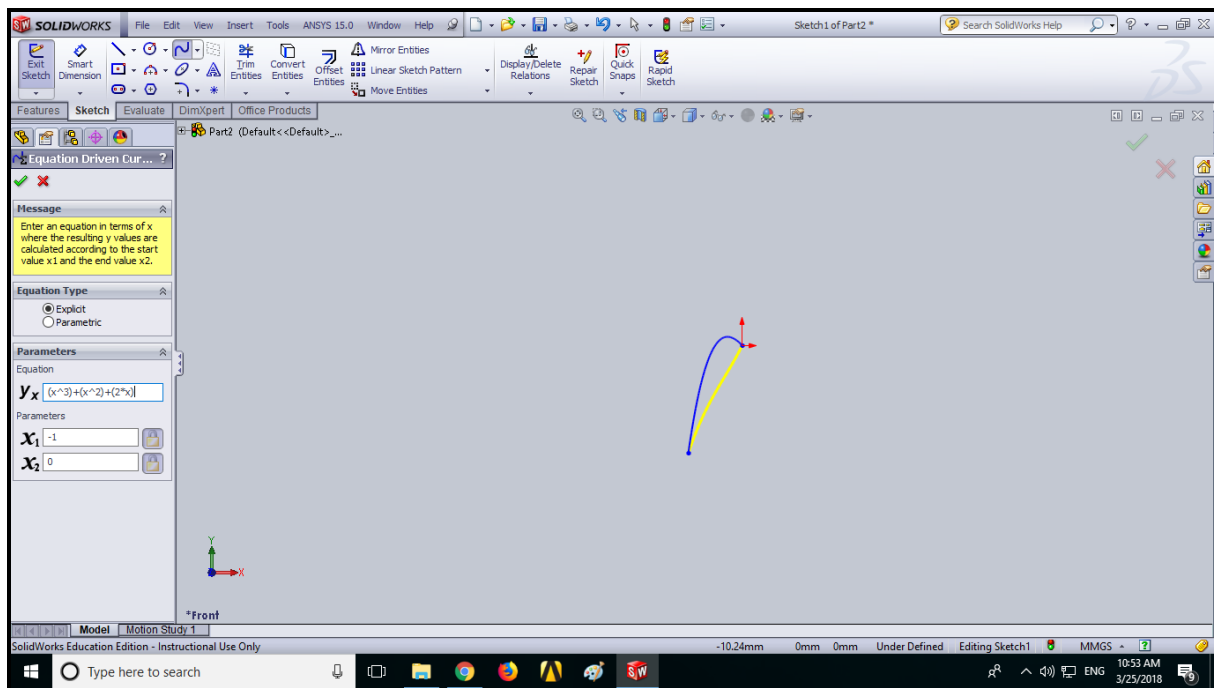 SOLIDWORKS File Edit View Insert Tools ANSYS 15.0 Window Help Sketch1 of Part2 * Search SolidWorks Help
Exit Sketch
Smart Dimension
Trim Entities
Convert Entities
Offset Entities
Mirror Entities
Linear Sketch Pattern
Move Entities
Display/Delete Relations
Repair Sketch
Quick Snaps
Rapid Sketch
Features Sketch Evaluate DimXpert Office Products
Part2 (Default<<Default>_...
Equation Driven Cur... ?
Message
Enter an equation in terms of x
where the resulting y values are
calculated according to the start
value x1 and the end value x2.
Equation Type
Explicit
Parametric
Parameters
Equation
yx (x^3)+(x^2)+(2*x)
Parameters
x1 -1
x2 0
Y
X
*Front
Model Motion Study 1
SolidWorks Education Edition - Instructional Use Only -10.24mm 0mm 0mm Under Defined Editing Sketch1 MMGS
Type here to search ENG 10:53 AM
3/25/2018
9